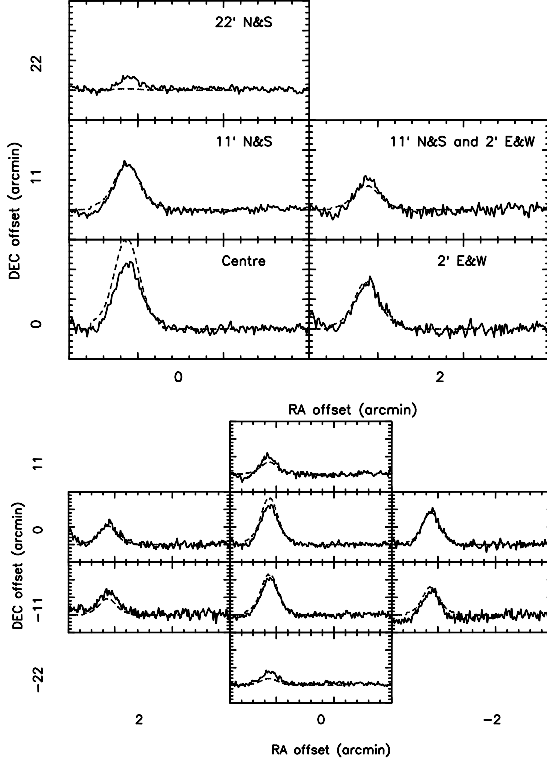 22' N&S
22
11' N&S
11' N&S and 2' E&W
11
DEC offset (arcmin)
Centre
2' E&W
0
0
2
RA offset (arcmin)
11
0
DEC offset (arcmin)
−11
−22
2
0
−2
RA offset (arcmin)